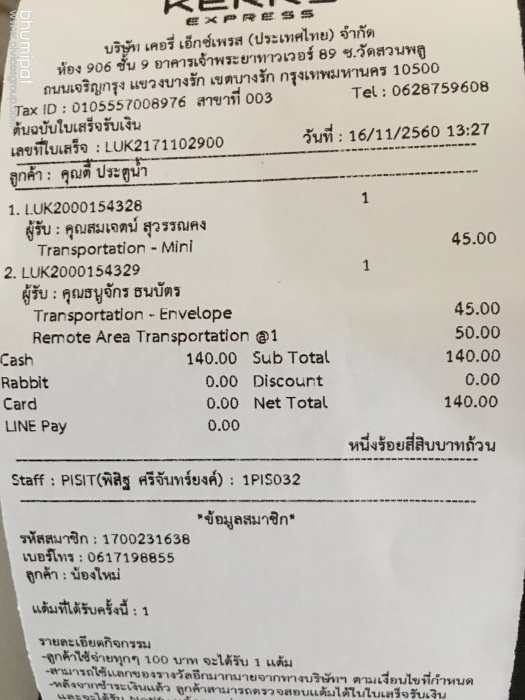 KERRY
EXPRESS
บริษัท เคอรี่ เอ็กซ์เพรส (ประเทศไทย) จำกัด
ห้อง 906 ชั้น 9 อาคารเจ้าพระยาทาวเวอร์ 89 ซ.วัดสวนพลู
ถนนเจริญกรุง แขวงบางรัก เขตบางรัก กรุงเทพมหานคร 10500
Tax ID : 0105557008976 สาขาที่ 003 Tel : 0628759608
ต้นฉบับใบเสร็จรับเงิน
เลขที่ใบเสร็จ : LUK2171102900 วันที่ : 16/11/2560 13:27
ลูกค้า : คุณดี้ ประตูน้ำ
1. LUK2000154328 1
ผู้รับ : คุณสมเจตน์ สุวรรณคง
Transportation - Mini 45.00
2. LUK2000154329 1
ผู้รับ : คุณธนูจักร ธนบัตร
Transportation - Envelope 45.00
Remote Area Transportation @1 50.00
Cash 140.00 Sub Total 140.00
Rabbit 0.00 Discount 0.00
Card 0.00 Net Total 140.00
LINE Pay 0.00
หนึ่งร้อยสี่สิบบาทถ้วน
Staff : PISIT(พิสิฐ ศรีจันทร์ยงค์) : 1PIS032
*ข้อมูลสมาชิก*
รหัสสมาชิก : 1700231638
เบอร์โทร : 0617198855
ลูกค้า : น้องใหม่
แต้มที่ได้รับครั้งนี้ : 1
รายละเอียดกิจกรรม
-ลูกค้าใช้จ่ายทุกๆ 100 บาท จะได้รับ 1 แต้ม
-สามารถใช้แลกของรางวัลอีกมากมายจากทางบริษัทฯ ตามเงื่อนไขที่กำหนด
-หลังจากชำระเงินแล้ว ลูกค้าสามารถตรวจสอบแต้มได้ในใบเสร็จรับเงิน
bhumpat